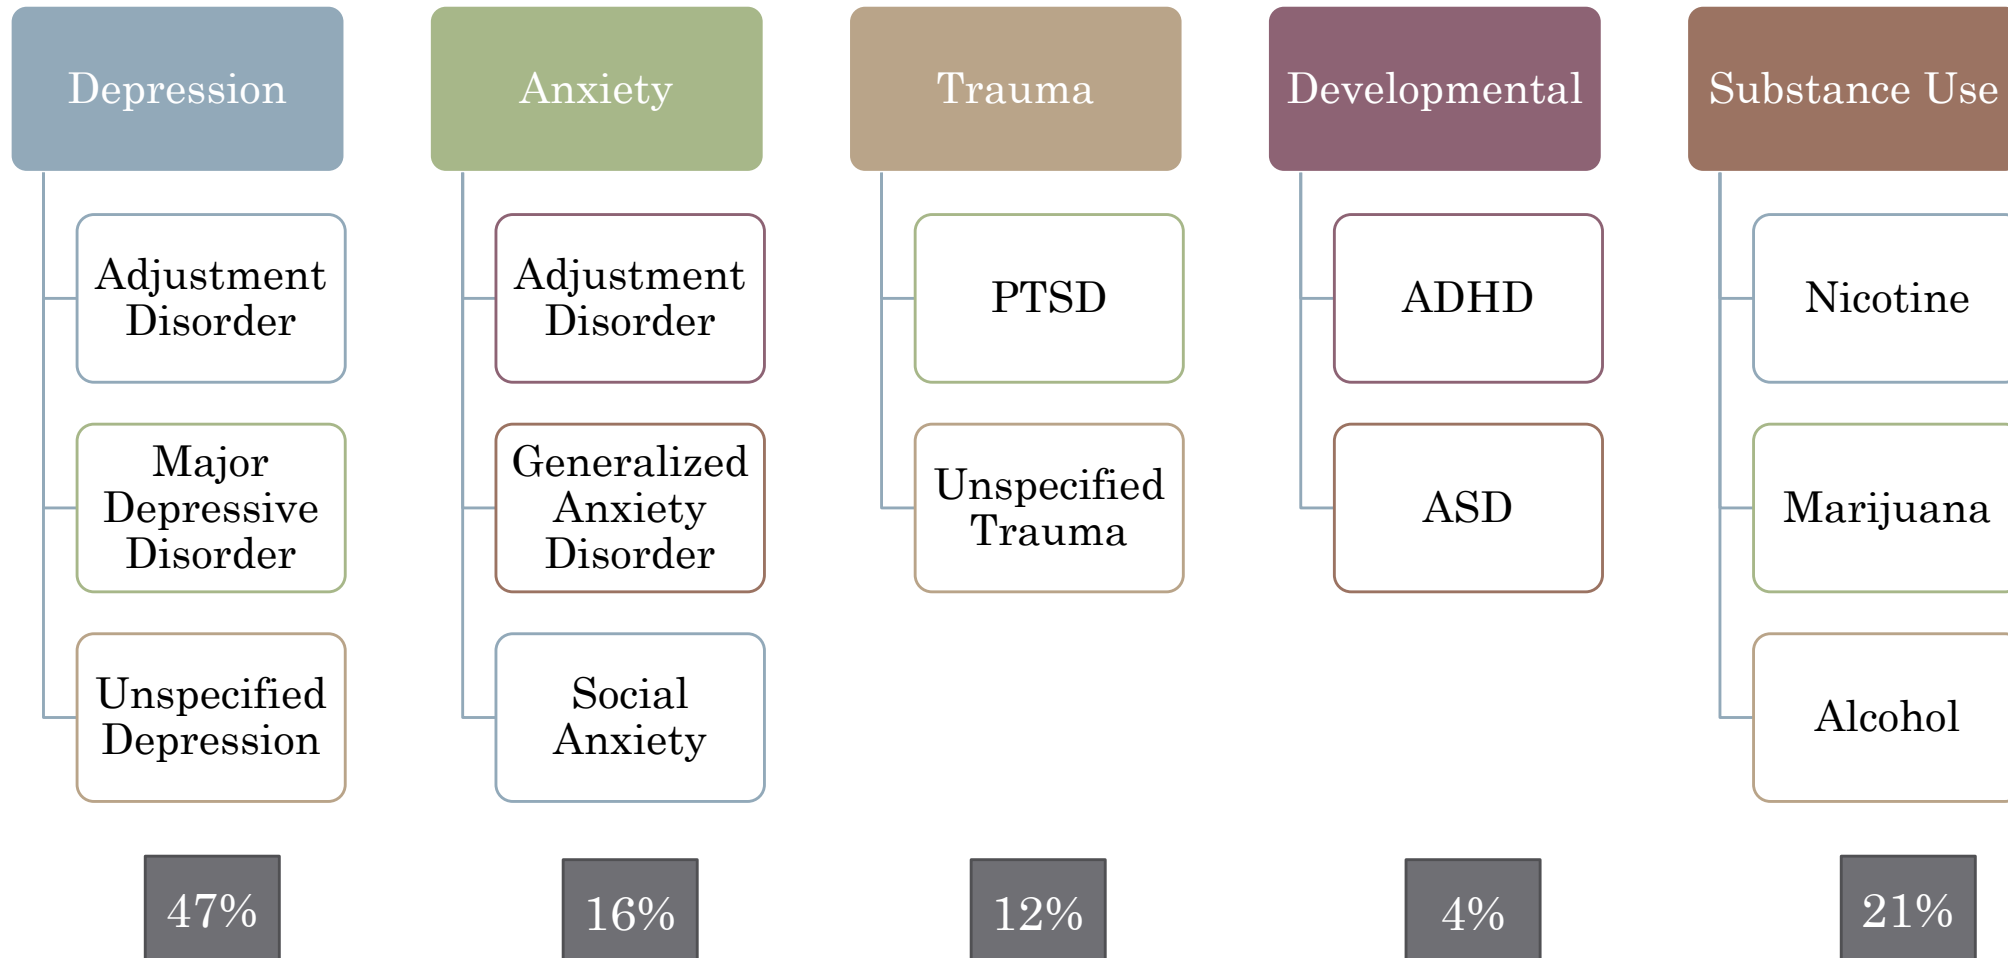 Depression
Adjustment
Disorder
Major
Depressive
Disorder
Unspecified
Depression
47%
Anxiety
Adjustment
Disorder
Generalized
Anxiety
Disorder
Social
Anxiety
16%
Trauma
PTSD
Unspecified
Trauma
12%
Developmental
ADHD
ASD
4%
Substance Use
Nicotine
Marijuana
Alcohol
21%